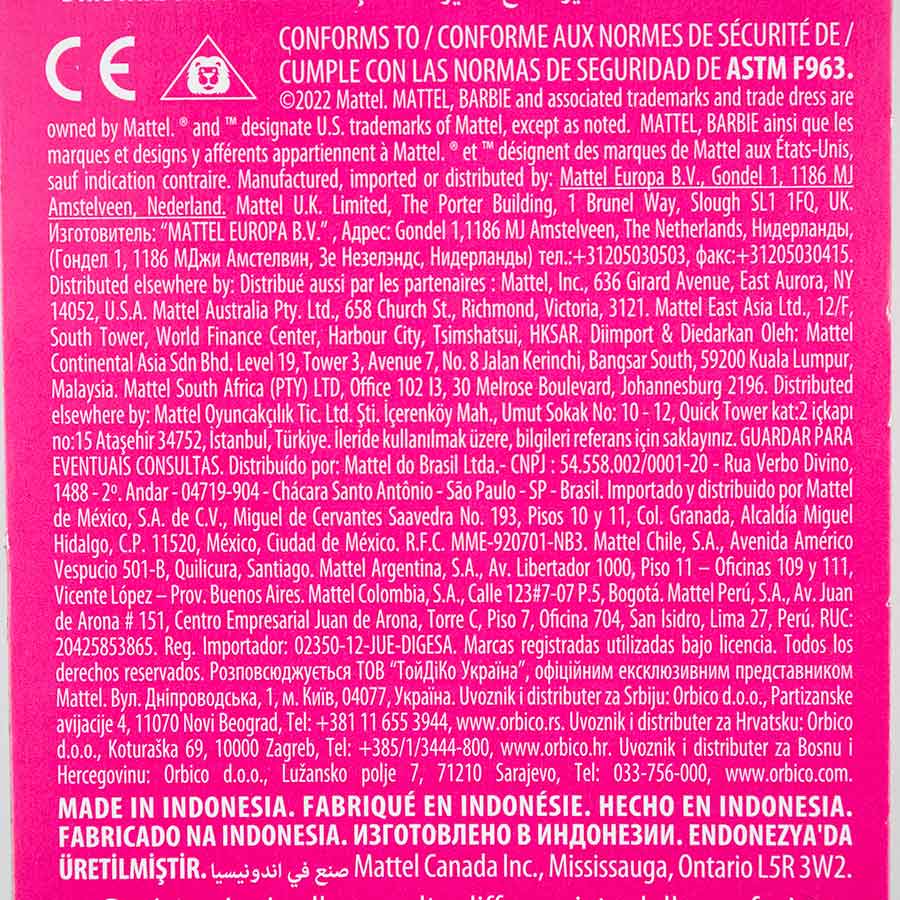 CE
ÇONFORMS TO / CONFORME AUX NORMES DE SÉCURITÉ DE /
CUMPLE CON LAS NORMAS DE SEGURIDAD DE ASTM F963.
©2022 Mattel. MATTEL, BARBIE and associated trademarks and trade dress are
owned by Mattel. ® and ™ designate U.S. trademarks of Mattel, except as noted. MATTEL, BARBIE ainsi que les
marques et designs y afférents appartiennent à Mattel. ® et ™ désignent des marques de Mattel aux États-Unis,
sauf indication contraire. Manufactured, imported or distributed by: Mattel Europa B.V., Gondel 1, 1186 MJ
Amstelveen, Nederland. Mattel U.K. Limited, The Porter Building, 1 Brunel Way, Slough SL1 1FQ, UK.
Изготовитель: “MATTEL EUROPA B.V.” , Адрес: Gondel 1,1186 MJ Amstelveen, The Netherlands, Нидерланды,
(Гондел 1, 1186 МДжи Амстелвин, Зе Незелэндс, Нидерланды) тел.:+31205030503, факс:+31205030415.
Distributed elsewhere by: Distribué aussi par les partenaires : Mattel, Inc., 636 Girard Avenue, East Aurora, NY
14052, U.S.A. Mattel Australia Pty. Ltd., 658 Church St., Richmond, Victoria, 3121. Mattel East Asia Ltd., 12/F,
South Tower, World Finance Center, Harbour City, Tsimshatsui, HKSAR. Diimport & Diedarkan Oleh: Mattel
Continental Asia Sdn Bhd. Level 19, Tower 3, Avenue 7, No. 8 Jalan Kerinchi, Bangsar South, 59200 Kuala Lumpur,
Malaysia. Mattel South Africa (PTY) LTD, Office 102 I3, 30 Melrose Boulevard, Johannesburg 2196. Distributed
elsewhere by: Mattel Oyuncakçılık Tic. Ltd. Şti. İçerenköy Mah., Umut Sokak No: 10 - 12, Quick Tower kat:2 içkapı
no:15 Ataşehir 34752, İstanbul, Türkiye. İleride kullanılmak üzere, bilgileri referans için saklayınız. GUARDAR PARA
EVENTUAIS CONSULTAS. Distribuído por: Mattel do Brasil Ltda.- CNPJ : 54.558.002/0001-20 - Rua Verbo Divino,
1488 - 2º. Andar - 04719-904 - Chácara Santo Antônio - São Paulo - SP - Brasil. Importado y distribuido por Mattel
de México, S.A. de C.V., Miguel de Cervantes Saavedra No. 193, Pisos 10 y 11, Col. Granada, Alcaldía Miguel
Hidalgo, C.P. 11520, México, Ciudad de México. R.F.C. MME-920701-NB3. Mattel Chile, S.A., Avenida Américo
Vespucio 501-B, Quilicura, Santiago. Mattel Argentina, S.A., Av. Libertador 1000, Piso 11 – Oficinas 109 y 111,
Vicente López – Prov. Buenos Aires. Mattel Colombia, S.A., Calle 123#7-07 P.5, Bogotá. Mattel Perú, S.A., Av. Juan
de Arona # 151, Centro Empresarial Juan de Arona, Torre C, Piso 7, Oficina 704, San Isidro, Lima 27, Perú. RUC:
20425853865. Reg. Importador: 02350-12-JUE-DIGESA. Marcas registradas utilizadas bajo licencia. Todos los
derechos reservados. Розповсюджується ТОВ “ТойДіКо Україна”, офіційним ексклюзивним представником
Mattel. Вул. Дніпроводська, 1, м. Київ, 04077, Україна. Uvoznik i distributer za Srbiju: Orbico d.o.o., Partizanske
avijacije 4, 11070 Novi Beograd, Tel: +381 11 655 3944, www.orbico.rs. Uvoznik i distributer za Hrvatsku: Orbico
d.o.o., Koturaška 69, 10000 Zagreb, Tel: +385/1/3444-800, www.orbico.hr. Uvoznik i distributer za Bosnu i
Hercegovinu: Orbico d.o.o., Lužansko polje 7, 71210 Sarajevo, Tel: 033-756-000, www.orbico.com.
MADE IN INDONESIA. FABRIQUÉ EN INDONÉSIE. HECHO EN INDONESIA.
FABRICADO NA INDONESIA. ИЗГОТОВЛЕНО В ИНДОНЕЗИИ. ENDONEZYA'DA
ÜRETİLMİŞTİR. صنع في اندونيسيا Mattel Canada Inc., Mississauga, Ontario L5R 3W2.